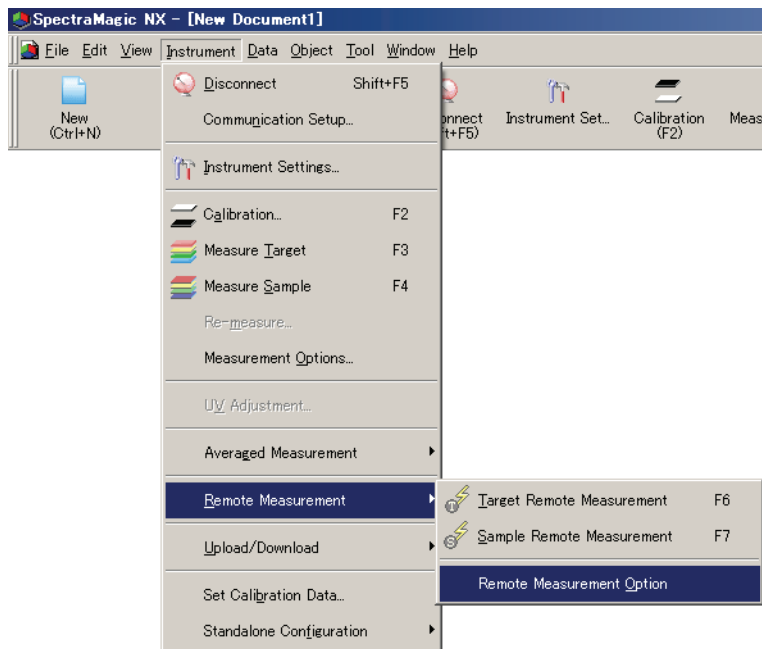 SpectraMagic NX - [New Document1]
File Edit View Instrument Data Object Tool Window Help
New
(Ctrl+N)
Instrument Set...
Calibration
(F2)
Disconnect Shift+F5
Communication Setup...
Instrument Settings...
Calibration... F2
Measure Target F3
Measure Sample F4
Re-measure...
Measurement Options...
UV Adjustment...
Averaged Measurement
Remote Measurement
Target Remote Measurement F6
Sample Remote Measurement F7
Remote Measurement Option
Upload/Download
Set Calibration Data...
Standalone Configuration